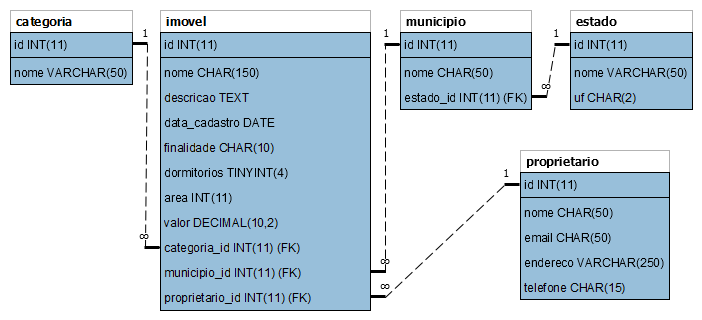 categoria
id INT(11)
nome VARCHAR(50)
1
∞
imovel
id INT(11)
nome CHAR(150)
descricao TEXT
data_cadastro DATE
finalidade CHAR(10)
dormitorios TINYINT(4)
area INT(11)
valor DECIMAL(10,2)
categoria_id INT(11) (FK)
municipio_id INT(11) (FK)
proprietario_id INT(11) (FK)
1
∞
∞
municipio
id INT(11)
nome CHAR(50)
estado_id INT(11) (FK)
1
∞
estado
id INT(11)
nome VARCHAR(50)
uf CHAR(2)
1
proprietario
id INT(11)
nome CHAR(50)
email CHAR(50)
endereco VARCHAR(250)
telefone CHAR(15)